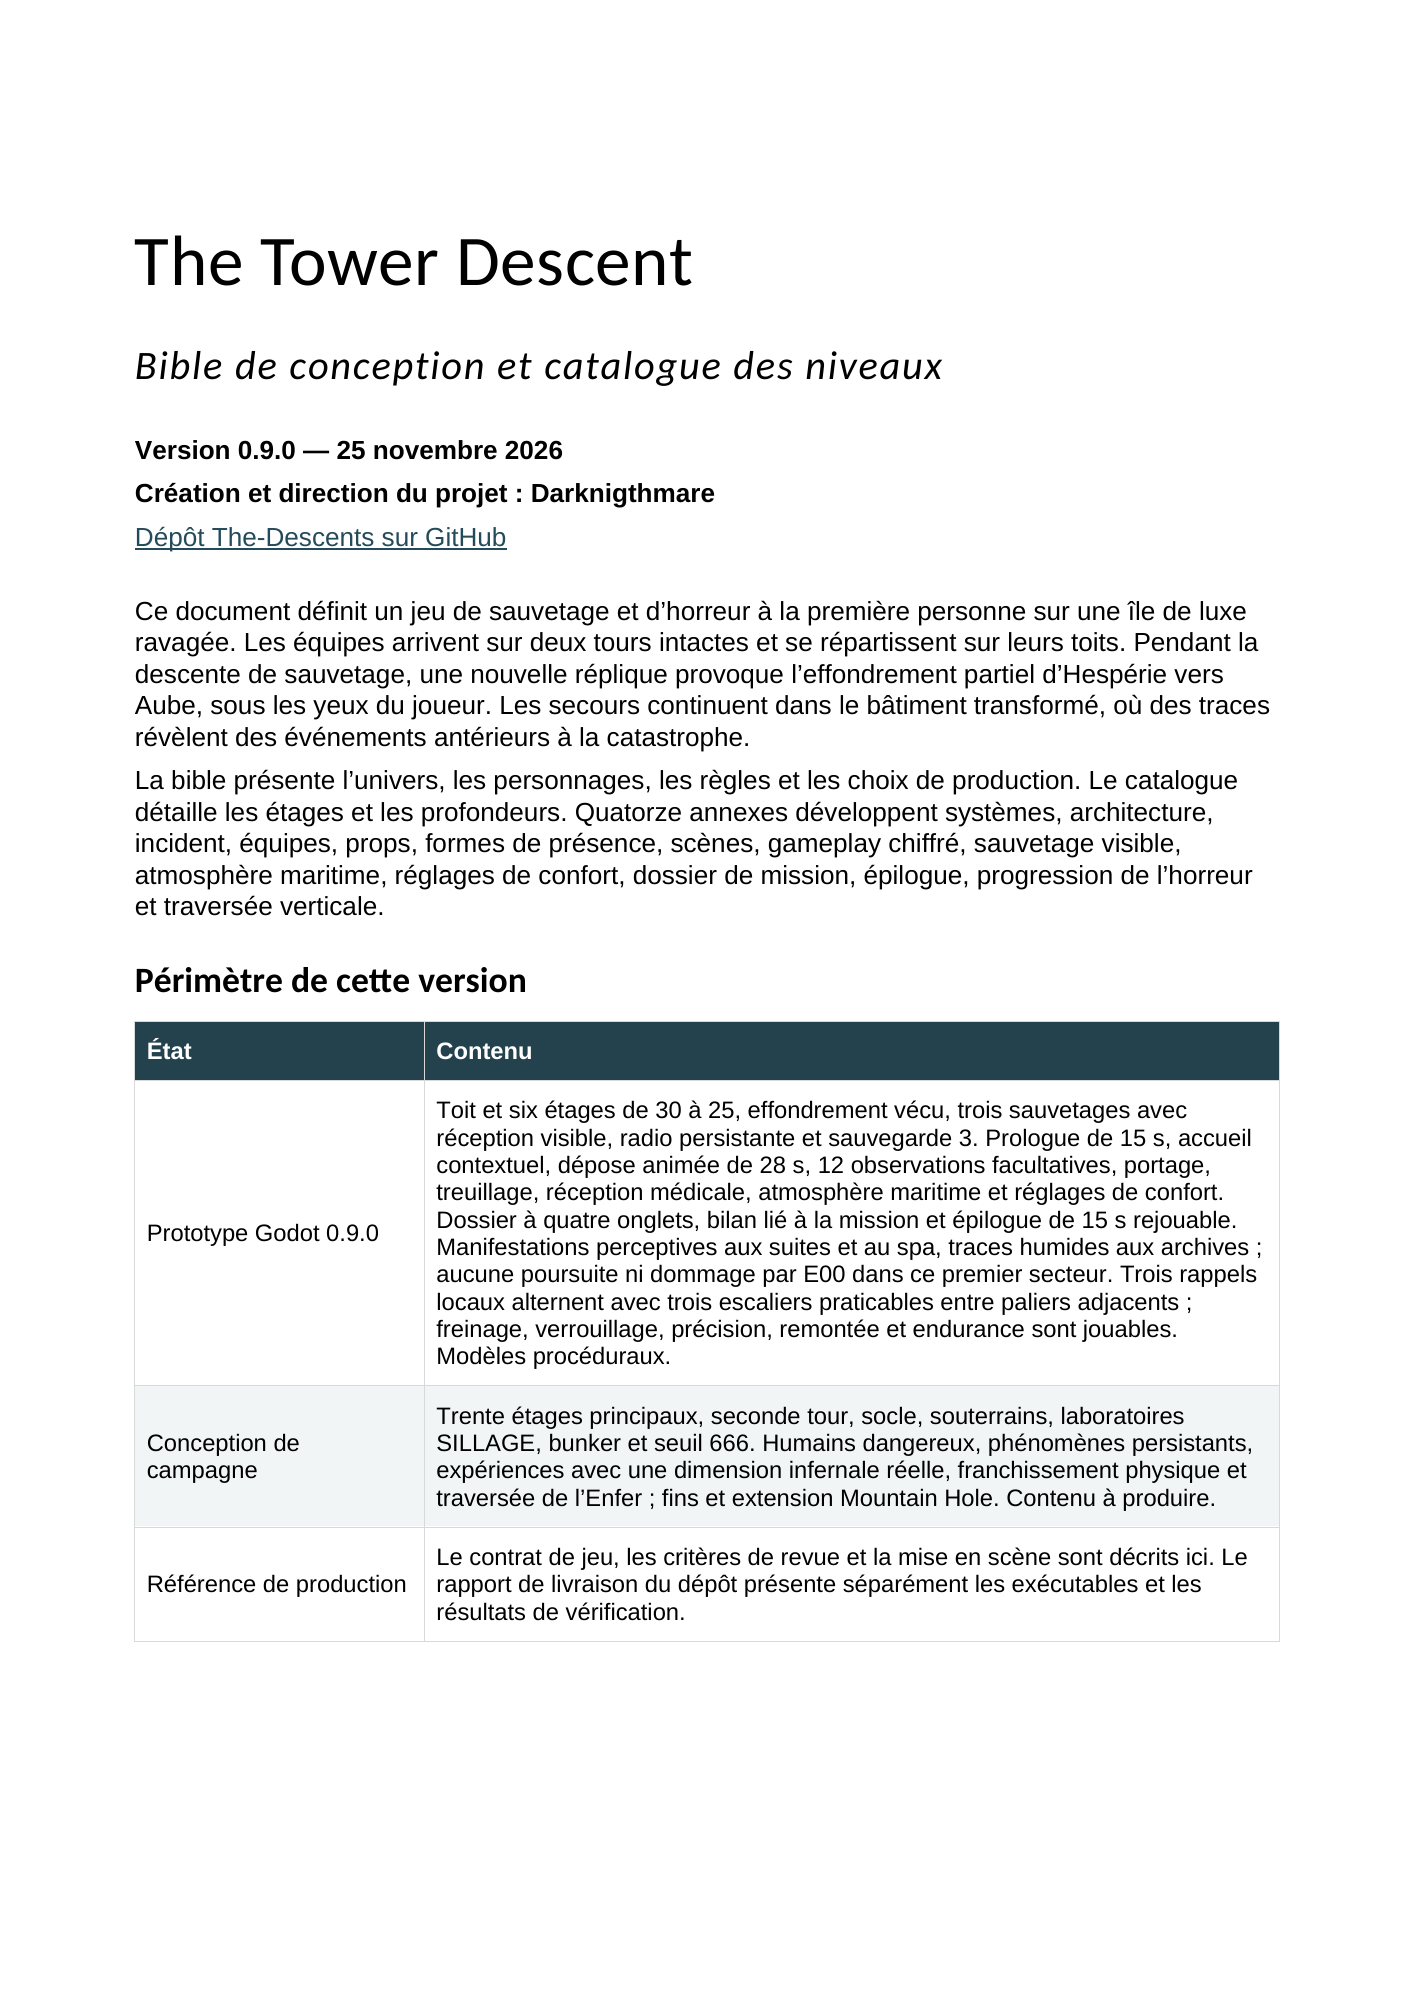 The Tower Descent
Bible de conception et catalogue des niveaux
Version 0.9.0 — 25 novembre 2026
Création et direction du projet : Darknigthmare
Dépôt The-Descents sur GitHub
Ce document définit un jeu de sauvetage et d’horreur à la première personne sur une île de luxe
ravagée. Les équipes arrivent sur deux tours intactes et se répartissent sur leurs toits. Pendant la
descente de sauvetage, une nouvelle réplique provoque l’effondrement partiel d’Hespérie vers
Aube, sous les yeux du joueur. Les secours continuent dans le bâtiment transformé, où des traces
révèlent des événements antérieurs à la catastrophe.
La bible présente l’univers, les personnages, les règles et les choix de production. Le catalogue
détaille les étages et les profondeurs. Quatorze annexes développent systèmes, architecture,
incident, équipes, props, formes de présence, scènes, gameplay chiffré, sauvetage visible,
atmosphère maritime, réglages de confort, dossier de mission, épilogue, progression de l’horreur
et traversée verticale.
Périmètre de cette version
État
Contenu
Prototype Godot 0.9.0
Toit et six étages de 30 à 25, effondrement vécu, trois sauvetages avec
réception visible, radio persistante et sauvegarde 3. Prologue de 15 s, accueil
contextuel, dépose animée de 28 s, 12 observations facultatives, portage,
treuillage, réception médicale, atmosphère maritime et réglages de confort.
Dossier à quatre onglets, bilan lié à la mission et épilogue de 15 s rejouable.
Manifestations perceptives aux suites et au spa, traces humides aux archives ;
aucune poursuite ni dommage par E00 dans ce premier secteur. Trois rappels
locaux alternent avec trois escaliers praticables entre paliers adjacents ;
freinage, verrouillage, précision, remontée et endurance sont jouables.
Modèles procéduraux.
Conception de
campagne
Trente étages principaux, seconde tour, socle, souterrains, laboratoires
SILLAGE, bunker et seuil 666. Humains dangereux, phénomènes persistants,
expériences avec une dimension infernale réelle, franchissement physique et
traversée de l’Enfer ; fins et extension Mountain Hole. Contenu à produire.
Référence de production
Le contrat de jeu, les critères de revue et la mise en scène sont décrits ici. Le
rapport de livraison du dépôt présente séparément les exécutables et les
résultats de vérification.